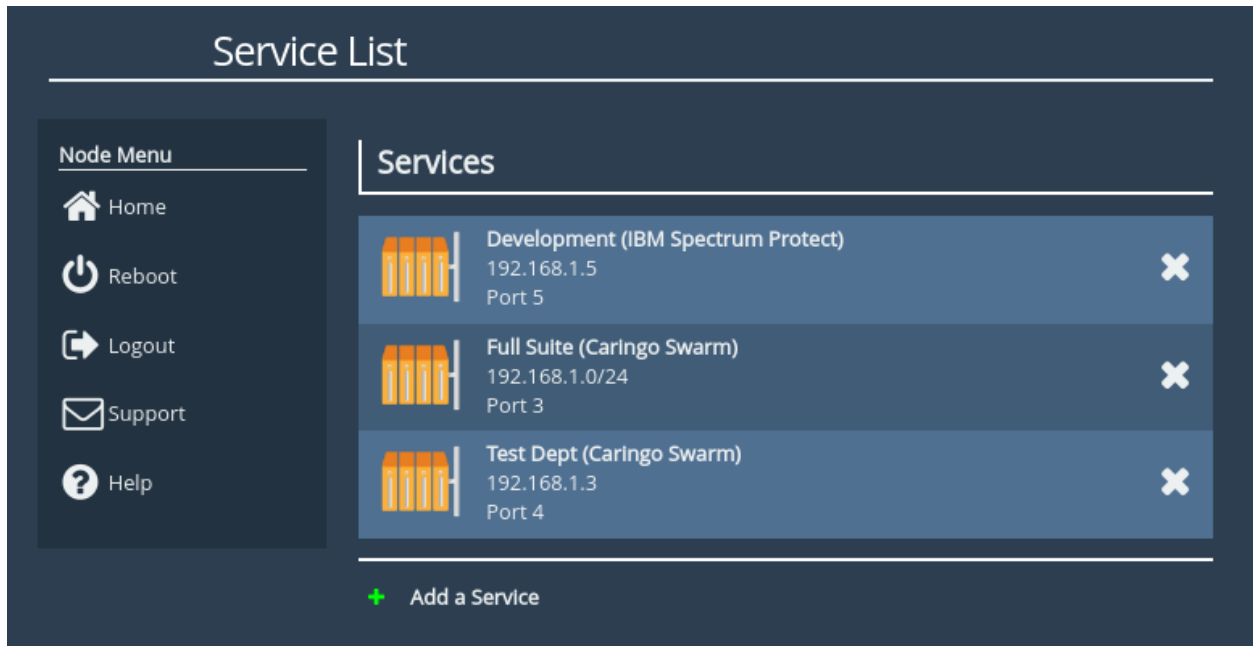 Service List
Node Menu
Home
Reboot
Logout
Support
Help
Services
Development (IBM Spectrum Protect)
192.168.1.5
Port 5
Full Suite (Caringo Swarm)
192.168.1.0/24
Port 3
Test Dept (Caringo Swarm)
192.168.1.3
Port 4
Add a Service